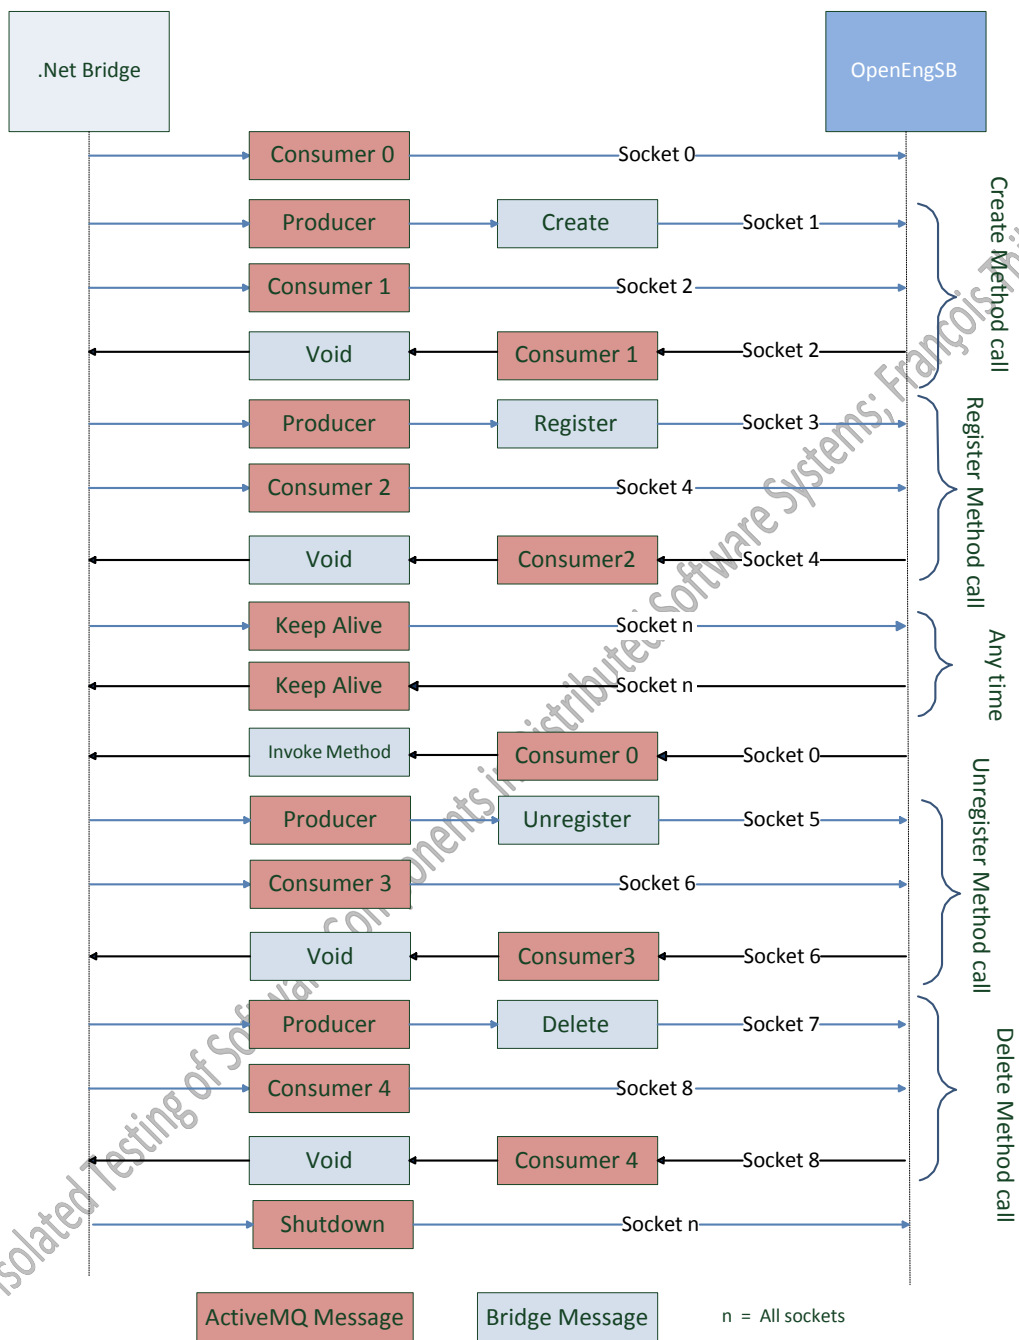 .Net Bridge
OpenEngSB
Consumer 0
Socket 0
Producer
Create
Socket 1
Consumer 1
Socket 2
Void
Consumer 1
Socket 2
Create Method call
Producer
Register
Socket 3
Consumer 2
Socket 4
Void
Consumer2
Socket 4
Register Method call
Keep Alive
Socket n
Keep Alive
Socket n
Any time
Invoke Method
Consumer 0
Socket 0
Producer
Unregister
Socket 5
Consumer 3
Socket 6
Void
Consumer3
Socket 6
Unregister Method call
Producer
Delete
Socket 7
Consumer 4
Socket 8
Void
Consumer 4
Socket 8
Delete Method call
Shutdown
Socket n
ActiveMQ Message
Bridge Message
n = All sockets
Isolated Testing of Software Components in Distributed Software Systems; François